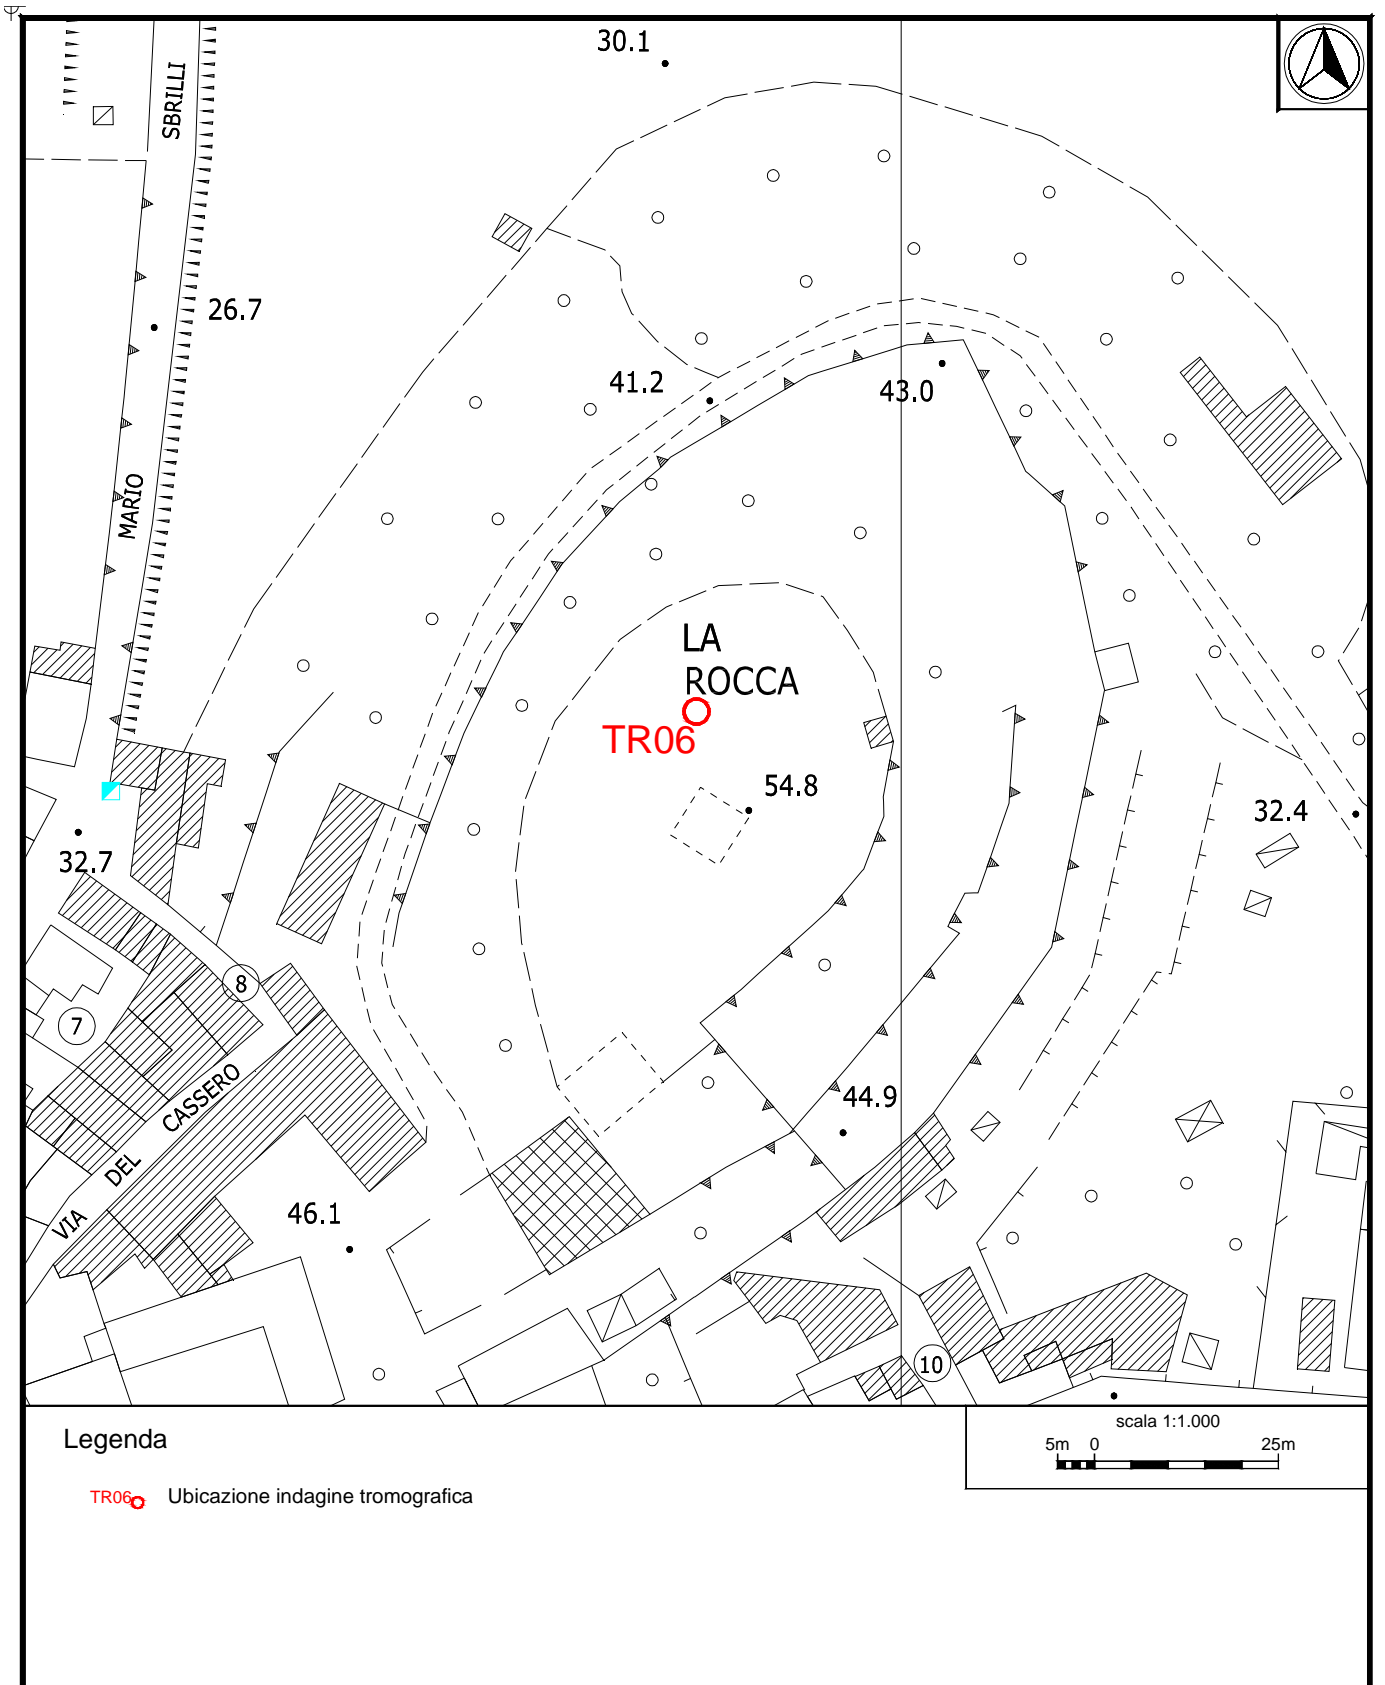 30.1
SBRILLI
26.7
41.2
43.0
MARIO
LA
ROCCA
TR06
54.8
32.4
32.7
8
7
CASSERO
44.9
DEL
VIA
46.1
10
Legenda
scala 1:1.000
5m 0 25m
TR06 Ubicazione indagine tromografica